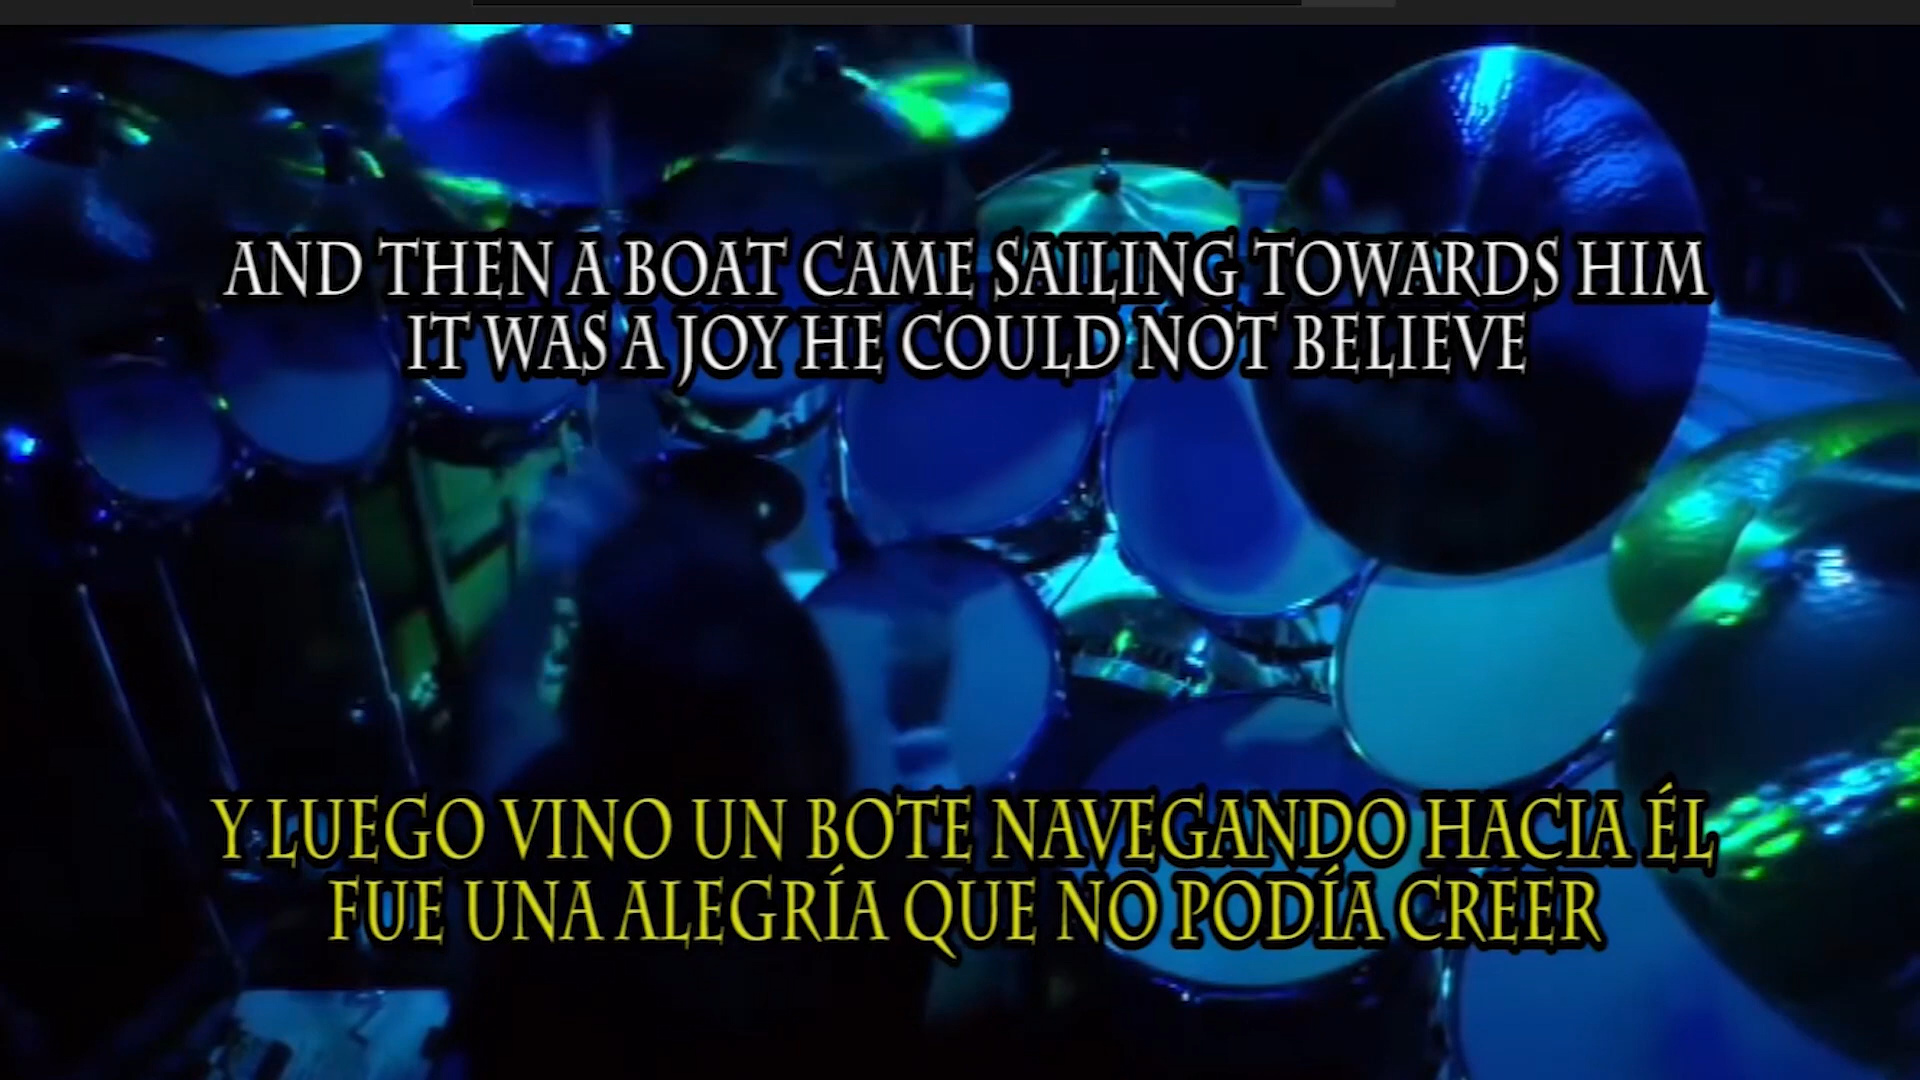 AND THEN A BOAT CAME SAILING TOWARDS HIM
IT WAS A JOY HE COULD NOT BELIEVE
Y LUEGO VINO UN BOTE NAVEGANDO HACIA ÉL
FUE UNA ALEGRÍA QUE NO PODÍA CREER